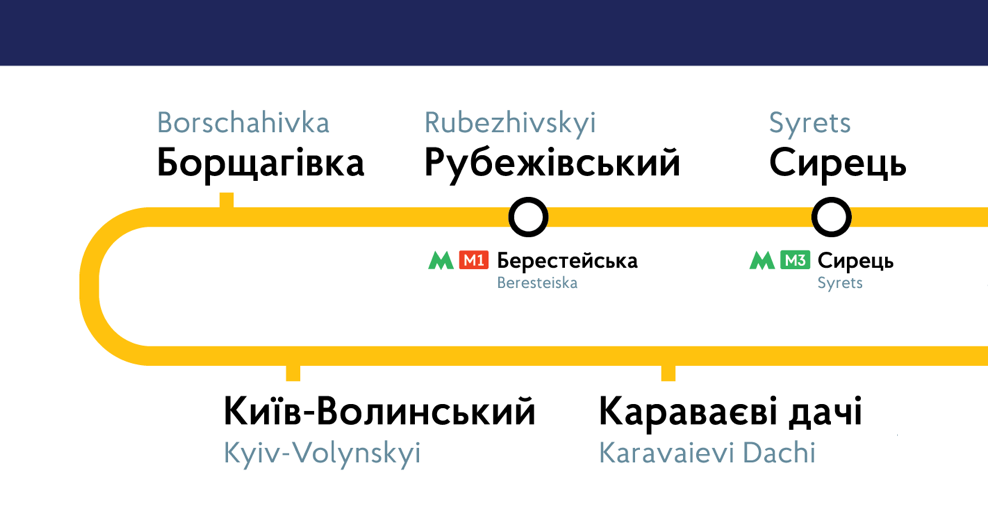 Borschahivka
Борщагівка
Rubezhivskyi
Рубежівський
Syrets
Сирець
M1 Берестейська
Beresteiska
M3 Сирець
Syrets
Київ-Волинський
Kyiv-Volynskyi
Караваєві дачі
Karavaievi Dachi